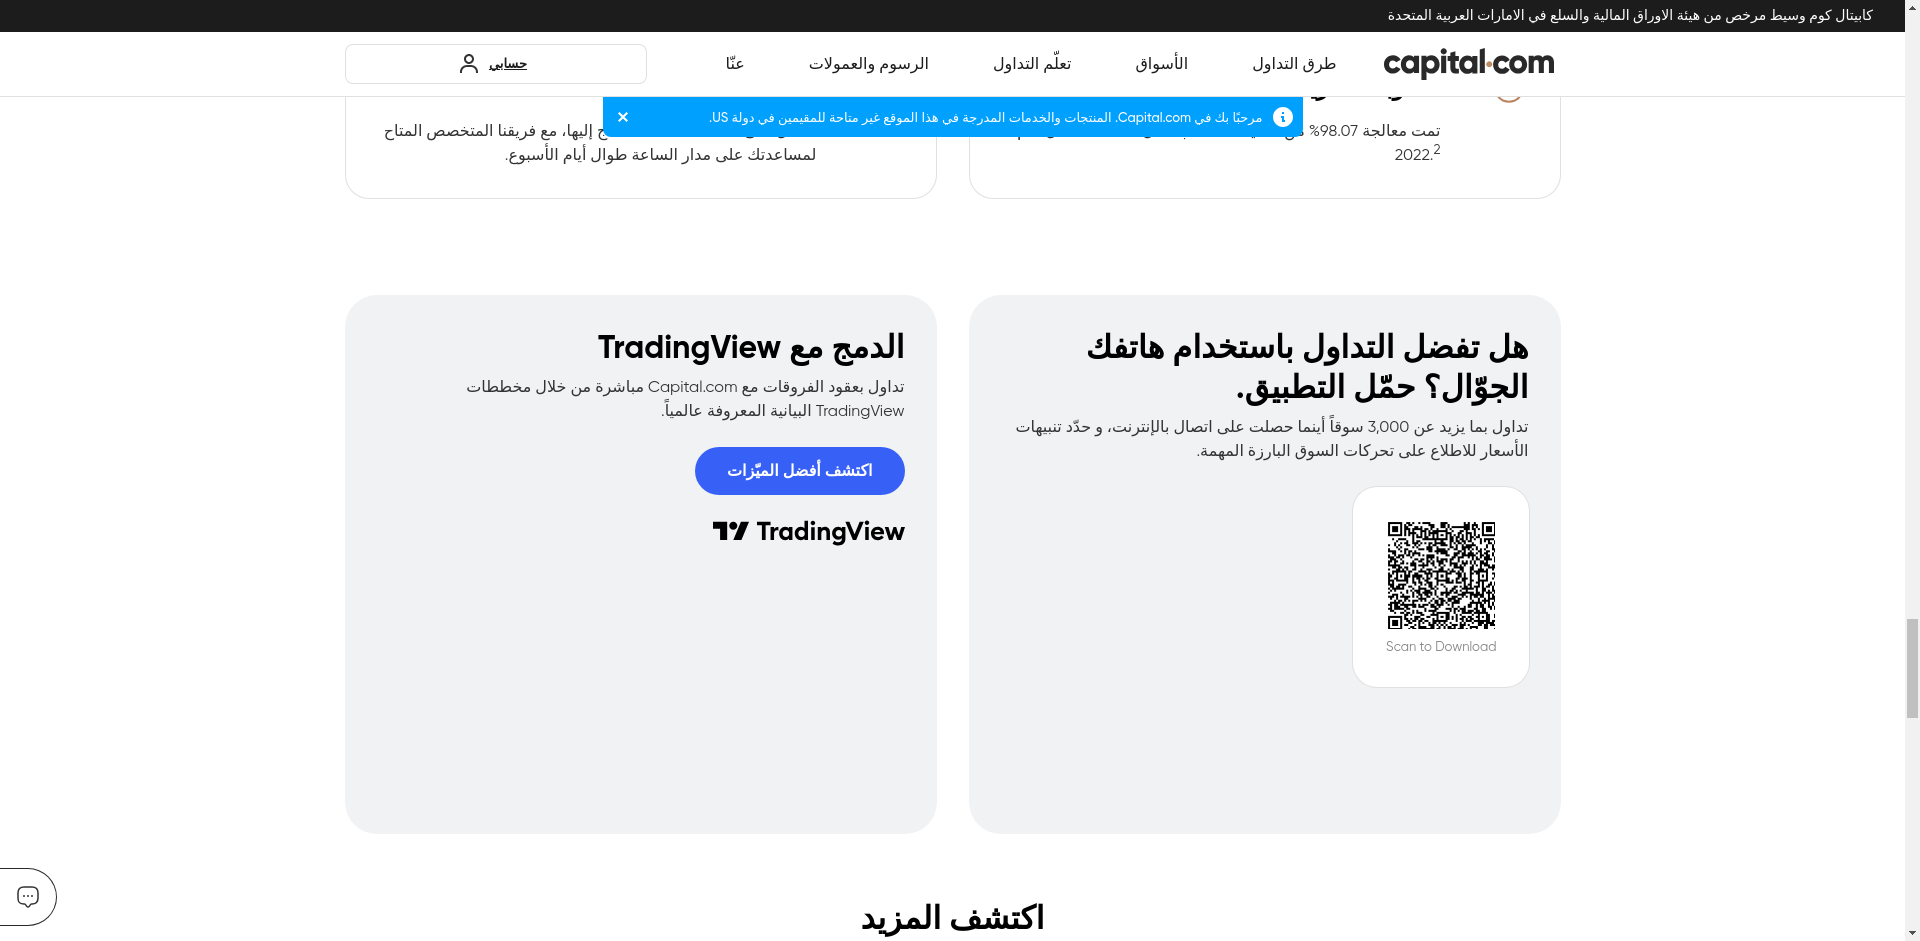 كابيتال كوم وسيط مرخص من هيئة الاوراق المالية والسلع في الامارات العربية المتحدة
capital.com
طرق التداول
الأسواق
تعلّم التداول
الرسوم والعمولات
عنّا
حسابي
مرحبًا بك في Capital.com. المنتجات والخدمات المدرجة في هذا الموقع غير متاحة للمقيمين في دولة US.
تمت معالجة 98.07%
2022.2
إليها، مع فريقنا المتخصص المتاح
لمساعدتك على مدار الساعة طوال أيام الأسبوع.
هل تفضل التداول باستخدام هاتفك
الجوّال؟ حمّل التطبيق.
تداول بما يزيد عن 3,000 سوقاً أينما حصلت على اتصال بالإنترنت، و حدّد تنبيهات
الأسعار للاطلاع على تحركات السوق البارزة المهمة.
Scan to Download
الدمج مع TradingView
تداول بعقود الفروقات مع Capital.com مباشرة من خلال مخططات
TradingView البيانية المعروفة عالمياً.
اكتشف أفضل الميّزات
TradingView
اكتشف المزيد